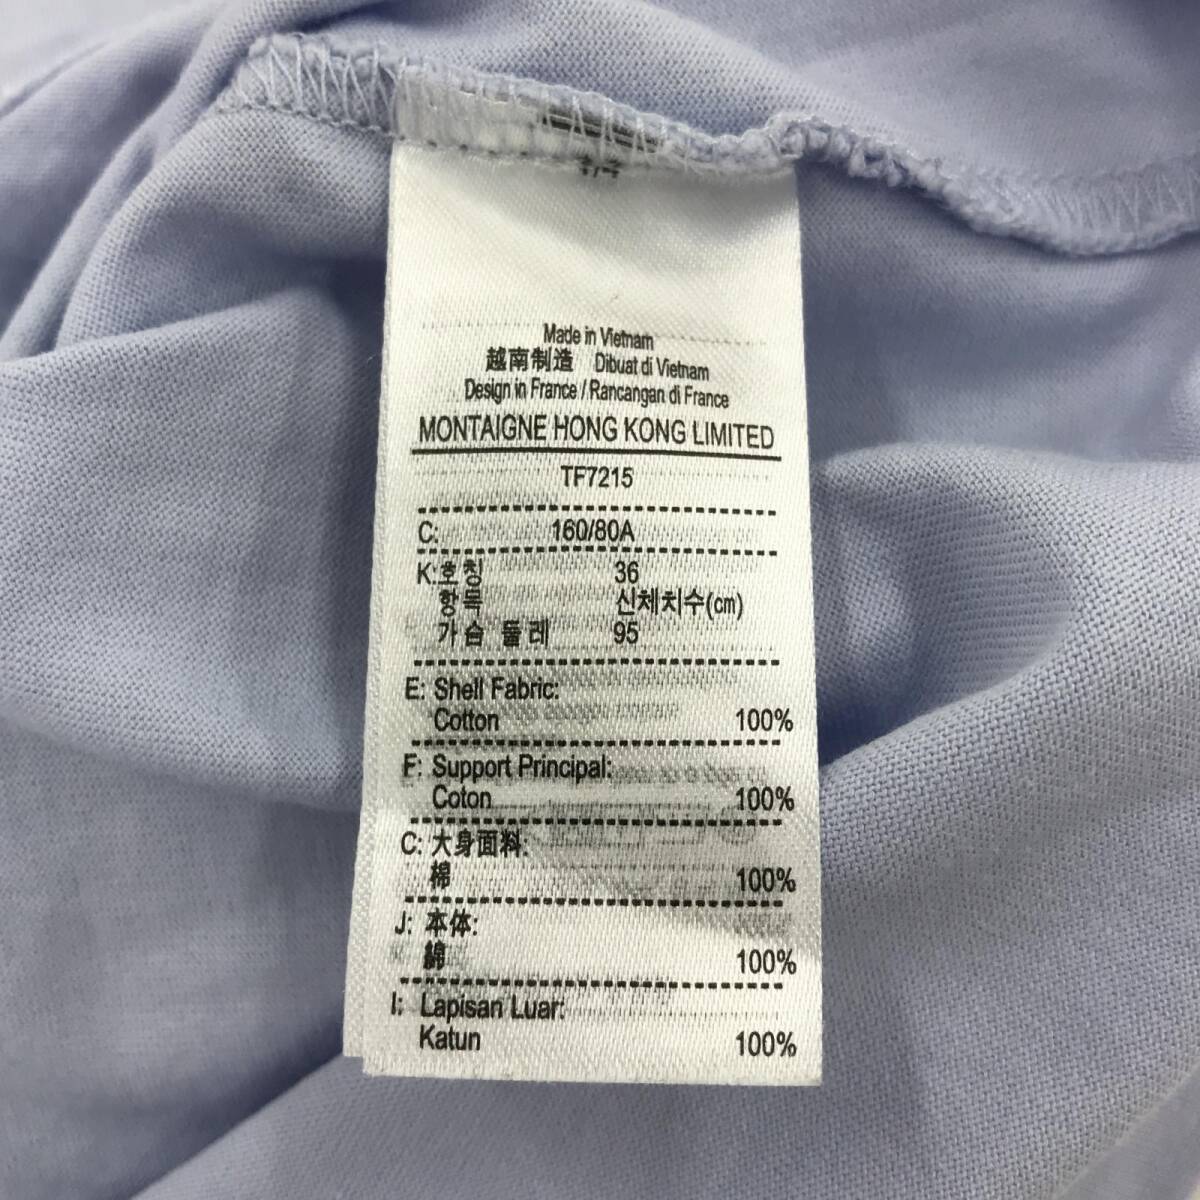 Made in Vietnam
越南制造 Dibuat di Vietnam
Design in France / Rancangan di France
MONTAIGNE HONG KONG LIMITED
TF7215
C: 160/80A
K:호칭 36
항목 신체치수(cm)
가슴 둘레 95
E: Shell Fabric:
Cotton 100%
F: Support Principal:
Coton 100%
C: 大身面料:
棉 100%
J: 本体:
綿 100%
I: Lapisan Luar:
Katun 100%